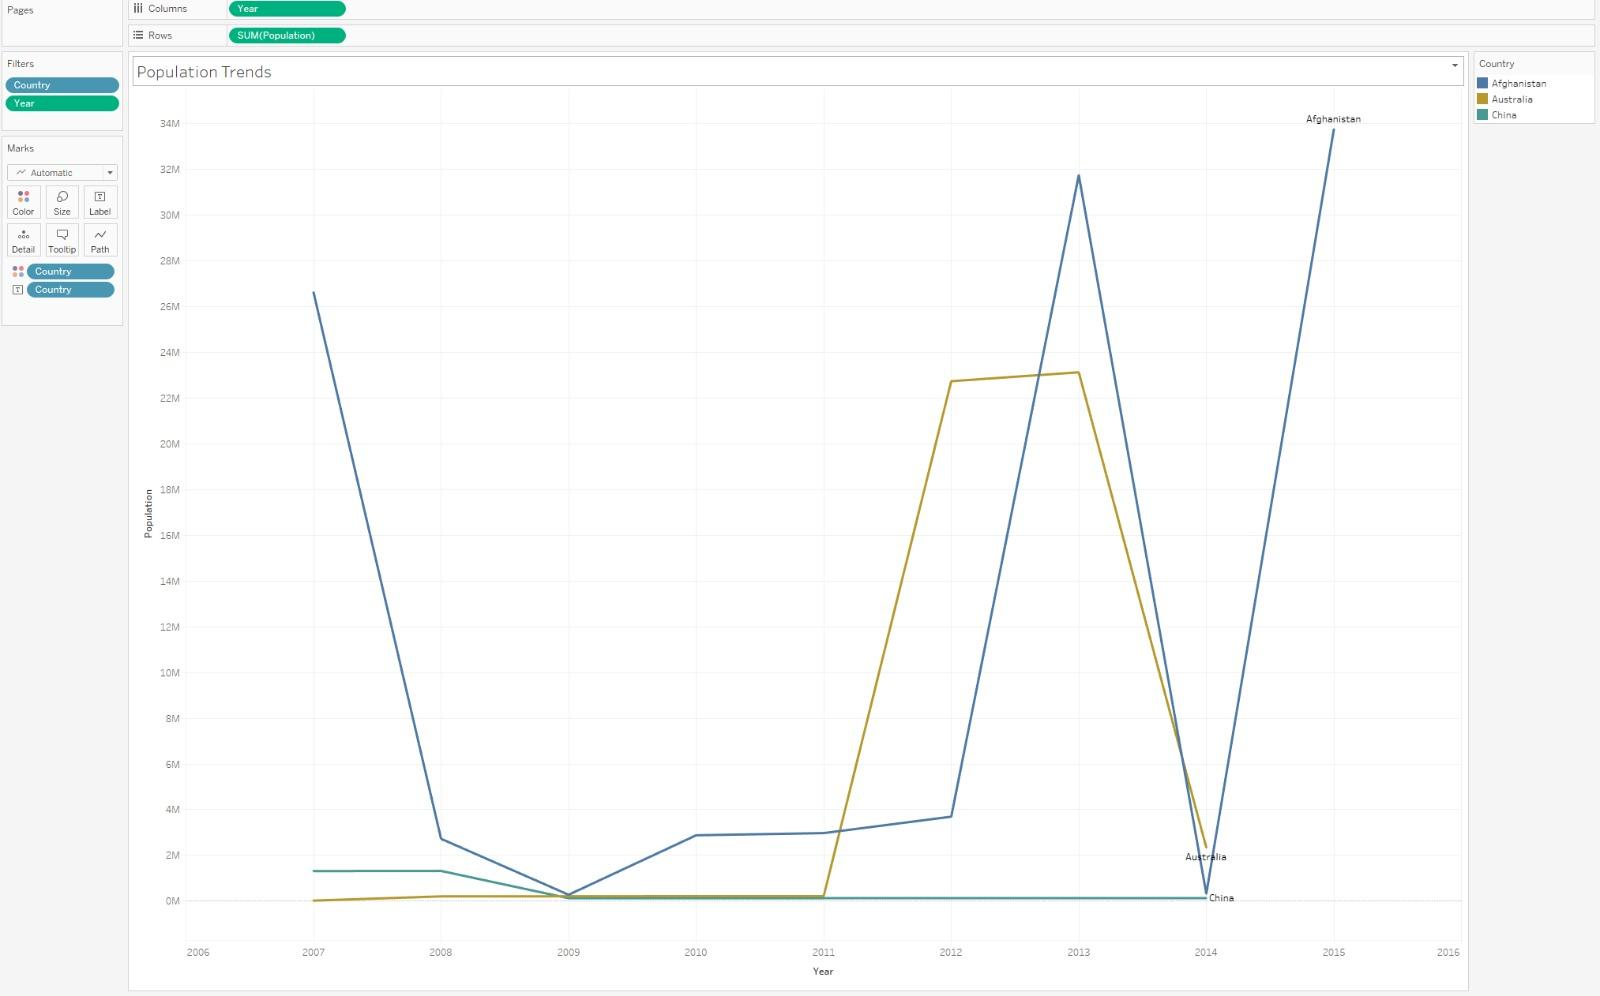 Pages
Columns
Year
Rows
SUM(Population)
Filters
Country
Year
Marks
Automatic
Color
Size
Label
Detail
Tooltip
Path
Country
Country
Population Trends
34M
32M
30M
28M
26M
24M
22M
20M
18M
16M
14M
12M
10M
8M
6M
4M
2M
0M
Population
Afghanistan
Australia
China
2006
2007
2008
2009
2010
2011
2012
2013
2014
2015
2016
Year
Country
Afghanistan
Australia
China